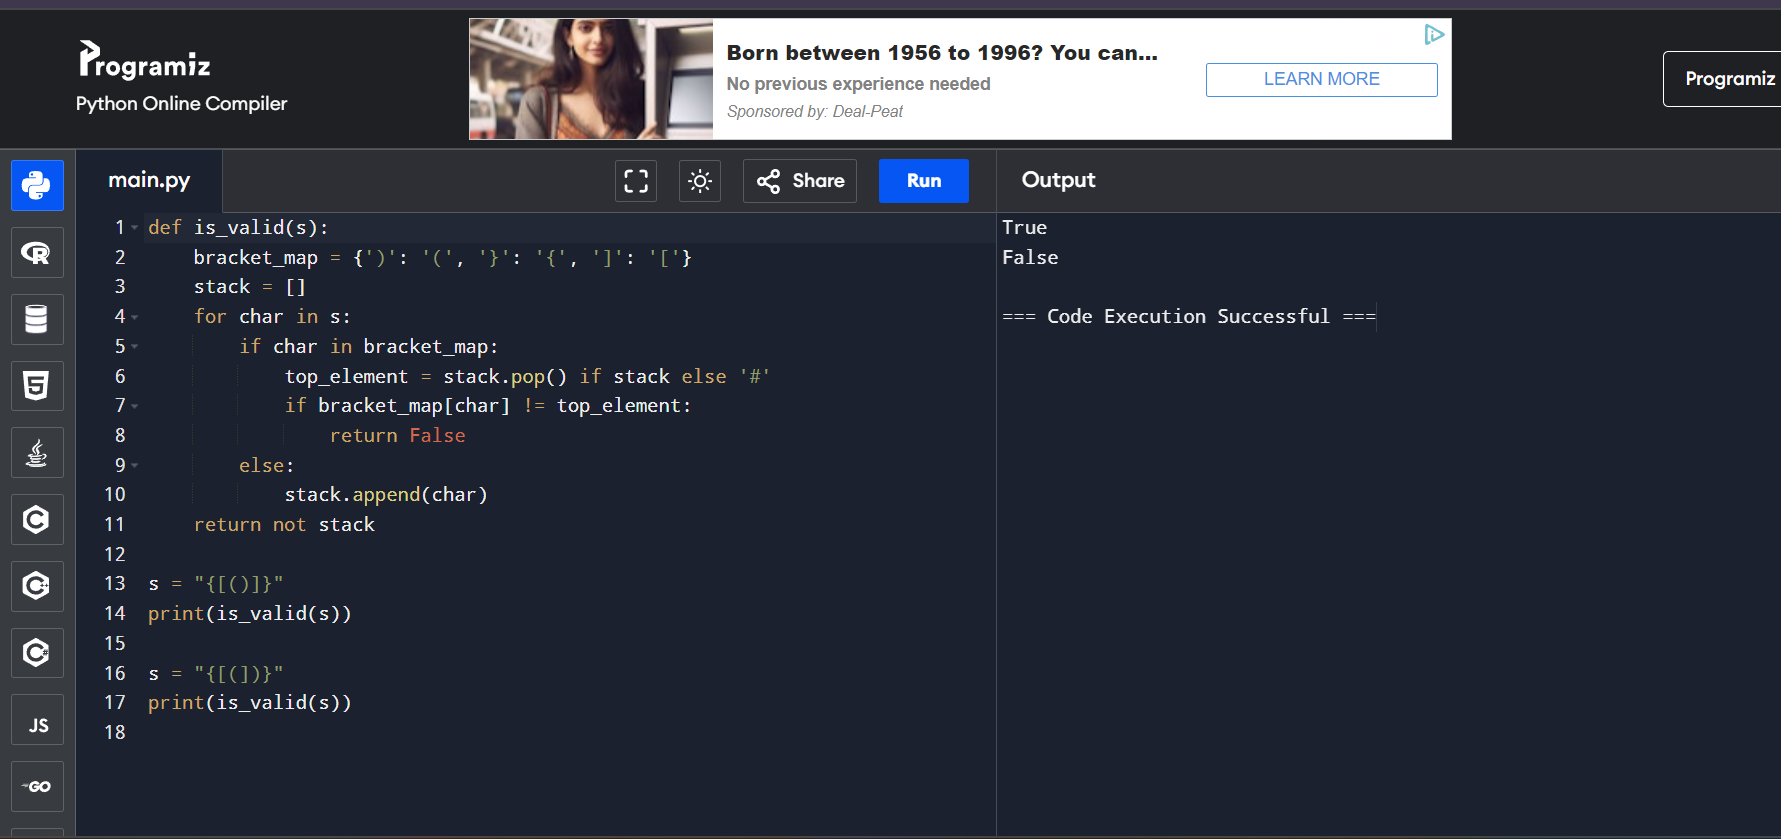 Programiz
Python Online Compiler
Born between 1956 to 1996? You can...
No previous experience needed
Sponsored by: Deal-Peat
LEARN MORE
Programiz
main.py
Share
Run
Output
1 def is_valid(s):
2     bracket_map = {')': '(', '}': '{', ']': '['}
3     stack = []
4     for char in s:
5         if char in bracket_map:
6             top_element = stack.pop() if stack else '#'
7             if bracket_map[char] != top_element:
8                 return False
9         else:
10             stack.append(char)
11     return not stack
12
13 s = "{[()]}"
14 print(is_valid(s))
15
16 s = "{[(])}"
17 print(is_valid(s))
18
True
False
=== Code Execution Successful ===
R
5
C
C++
C#
JS
GO